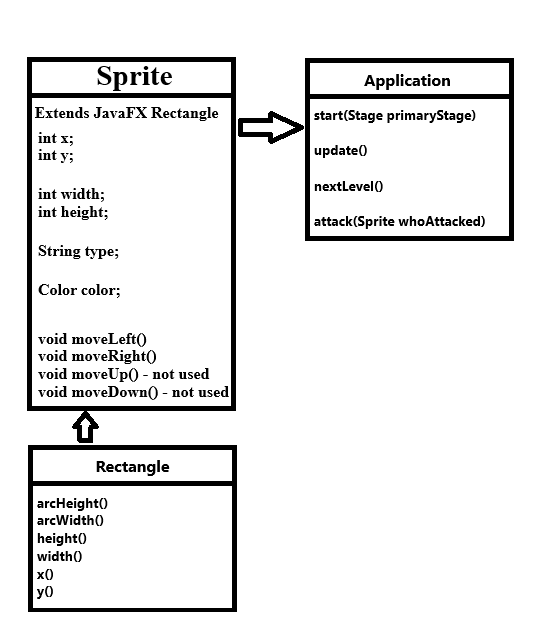 Sprite
Extends JavaFX Rectangle
int x;
int y;
int width;
int height;
String type;
Color color;
void moveLeft()
void moveRight()
void moveUp() - not used
void moveDown() - not used
Application
start(Stage primaryStage)
update()
nextLevel()
attack(Sprite whoAttacked)
Rectangle
arcHeight()
arcWidth()
height()
width()
x()
y()